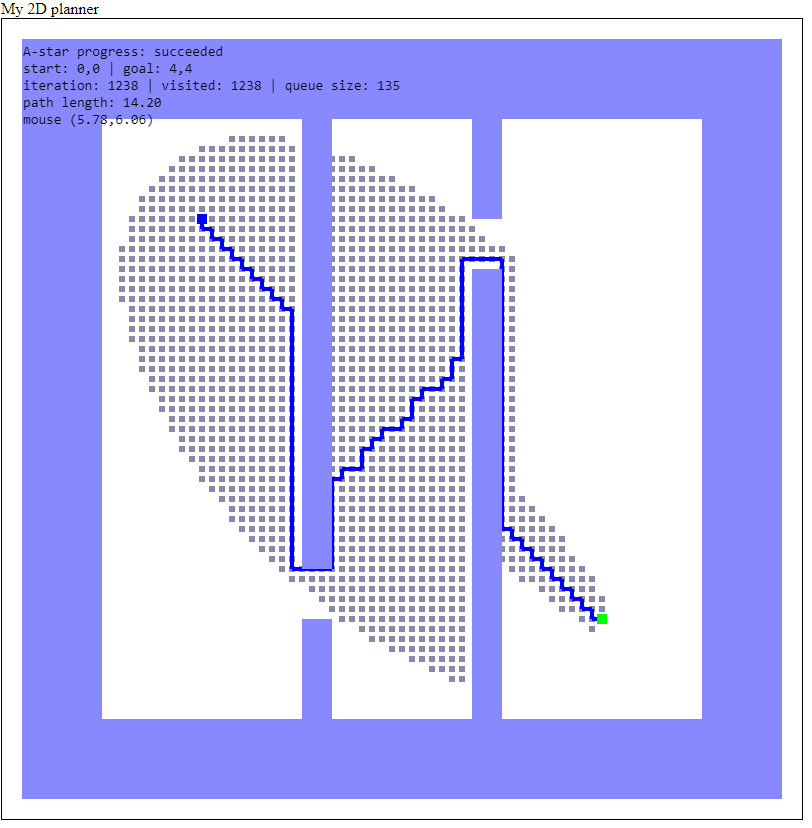 My 2D planner
A-star progress: succeeded
start: 0,0 | goal: 4,4
iteration: 1238 | visited: 1238 | queue size: 135
path length: 14.20
mouse (5.78,6.06)